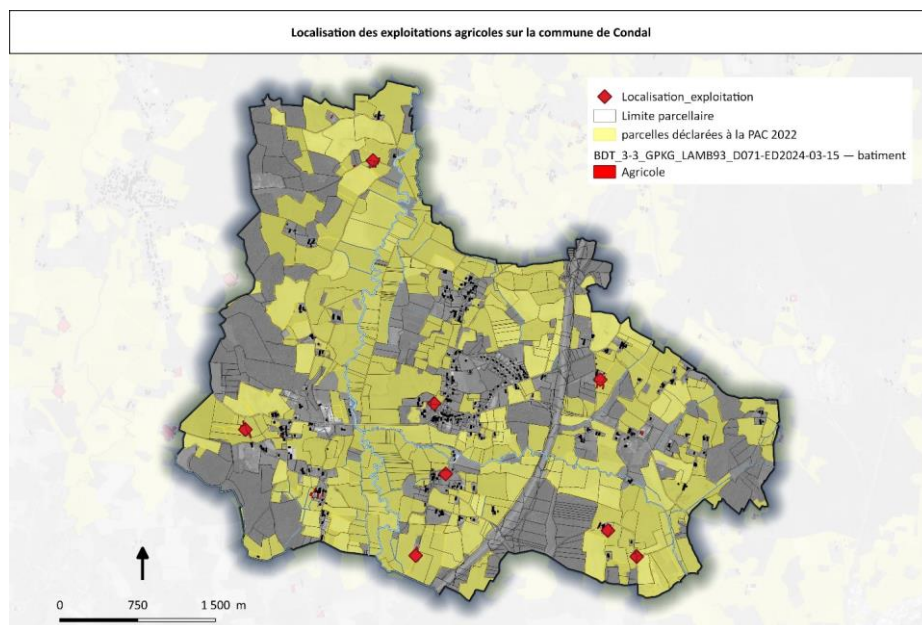 Localisation des exploitations agricoles sur la commune de Condal
Localisation_exploitation
Limite parcellaire
parcelles déclarées à la PAC 2022
BDT_3-3_GPKG_LAMB93_D071-ED2024-03-15 — batiment
Agricole
0 750 1 500 m